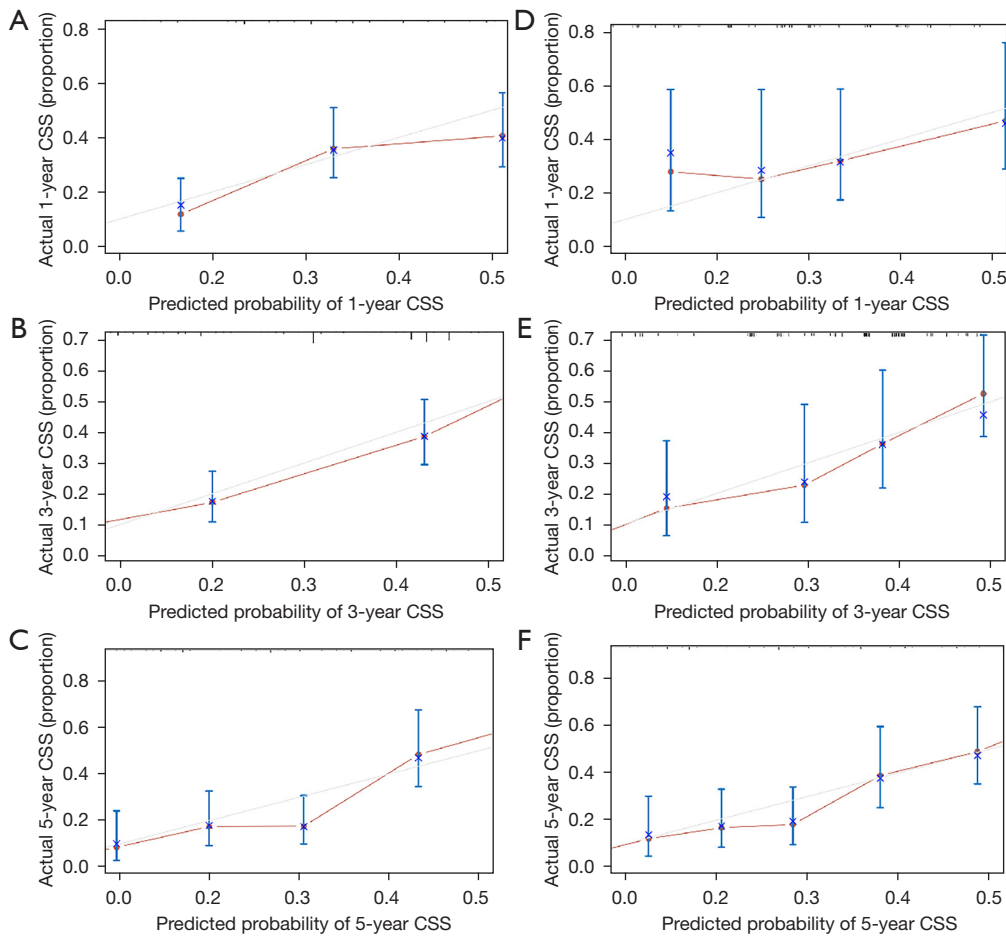 A
Actual 1-year CSS (proportion)
0.8
0.6
0.4
0.2
0.0
0.0 0.2 0.3 0.4 0.5
Predicted probability of 1-year CSS
D
Actual 1-year CSS (proportion)
0.8
0.6
0.4
0.2
0.0
0.0 0.2 0.3 0.4 0.5
Predicted probability of 1-year CSS
B
Actual 3-year CSS (proportion)
0.7
0.6
0.5
0.4
0.3
0.2
0.1
0.0
0.0 0.2 0.3 0.4 0.5
Predicted probability of 3-year CSS
E
Actual 3-year CSS (proportion)
0.7
0.6
0.5
0.4
0.3
0.2
0.1
0.0
0.0 0.2 0.3 0.4 0.5
Predicted probability of 3-year CSS
C
Actual 5-year CSS (proportion)
0.8
0.6
0.4
0.2
0.0
0.0 0.2 0.3 0.4 0.5
Predicted probability of 5-year CSS
F
Actual 5-year CSS (proportion)
0.8
0.6
0.4
0.2
0.0
0.0 0.2 0.3 0.4 0.5
Predicted probability of 5-year CSS